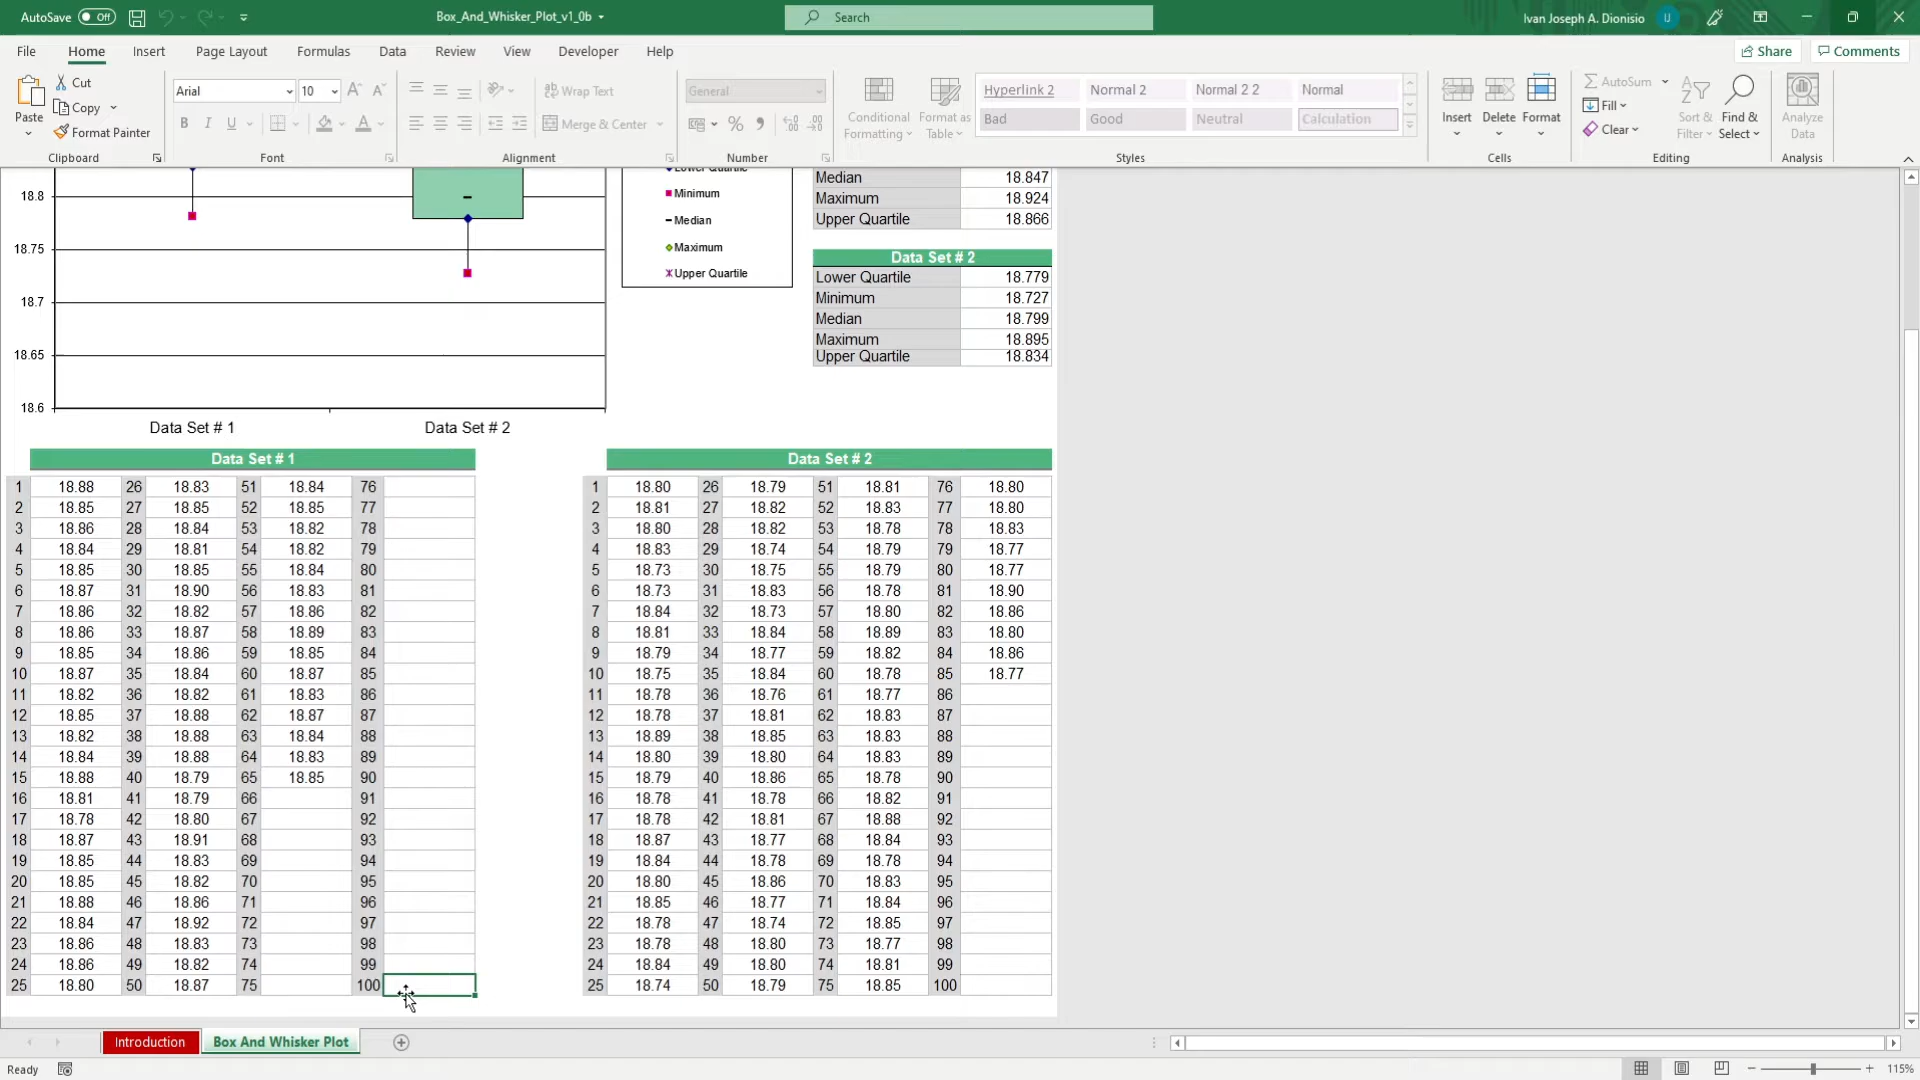 AutoSave Off Box_And_Whisker_Plot_v1_0b Search Ivan Joseph A. Dionisio IJ
File Home Insert Page Layout Formulas Data Review View Developer Help Share Comments
Paste Cut Copy Format Painter
Clipboard
Arial 10
B I U
Font
Wrap Text
Merge & Center
Alignment
General
Number
Conditional Formatting Format as Table
Hyperlink 2 Normal 2 Normal 2 2 Normal
Bad Good Neutral Calculation
Styles
Insert Delete Format
Cells
AutoSum
Fill
Clear
Sort & Filter Find & Select
Editing
Analyze Data
Analysis
18.8
18.75
18.7
18.65
18.6
Data Set # 1 Data Set # 2
Lower Quartile
Minimum
Median
Maximum
Upper Quartile
Median 18.847
Maximum 18.924
Upper Quartile 18.866
Data Set # 2
Lower Quartile 18.779
Minimum 18.727
Median 18.799
Maximum 18.895
Upper Quartile 18.834
Data Set # 1
1 18.88 26 18.83 51 18.84 76
2 18.85 27 18.85 52 18.85 77
3 18.86 28 18.84 53 18.82 78
4 18.84 29 18.81 54 18.82 79
5 18.85 30 18.85 55 18.84 80
6 18.87 31 18.90 56 18.83 81
7 18.86 32 18.82 57 18.86 82
8 18.86 33 18.87 58 18.89 83
9 18.85 34 18.86 59 18.85 84
10 18.87 35 18.84 60 18.87 85
11 18.82 36 18.82 61 18.83 86
12 18.85 37 18.88 62 18.87 87
13 18.82 38 18.88 63 18.84 88
14 18.84 39 18.88 64 18.83 89
15 18.88 40 18.79 65 18.85 90
16 18.81 41 18.79 66 91
17 18.78 42 18.80 67 92
18 18.87 43 18.91 68 93
19 18.85 44 18.83 69 94
20 18.85 45 18.82 70 95
21 18.88 46 18.86 71 96
22 18.84 47 18.92 72 97
23 18.86 48 18.83 73 98
24 18.86 49 18.82 74 99
25 18.80 50 18.87 75 100
Data Set # 2
1 18.80 26 18.79 51 18.81 76 18.80
2 18.81 27 18.82 52 18.83 77 18.80
3 18.80 28 18.82 53 18.78 78 18.83
4 18.83 29 18.74 54 18.79 79 18.77
5 18.73 30 18.75 55 18.79 80 18.77
6 18.73 31 18.83 56 18.78 81 18.90
7 18.84 32 18.73 57 18.80 82 18.86
8 18.81 33 18.84 58 18.89 83 18.80
9 18.79 34 18.77 59 18.82 84 18.86
10 18.75 35 18.84 60 18.78 85 18.77
11 18.78 36 18.76 61 18.77 86
12 18.78 37 18.81 62 18.83 87
13 18.89 38 18.85 63 18.83 88
14 18.80 39 18.80 64 18.83 89
15 18.79 40 18.86 65 18.78 90
16 18.78 41 18.78 66 18.82 91
17 18.78 42 18.81 67 18.88 92
18 18.87 43 18.77 68 18.84 93
19 18.84 44 18.78 69 18.78 94
20 18.80 45 18.86 70 18.83 95
21 18.85 46 18.77 71 18.84 96
22 18.78 47 18.74 72 18.85 97
23 18.78 48 18.80 73 18.77 98
24 18.84 49 18.80 74 18.81 99
25 18.74 50 18.79 75 18.85 100
Introduction Box And Whisker Plot
Ready 115%